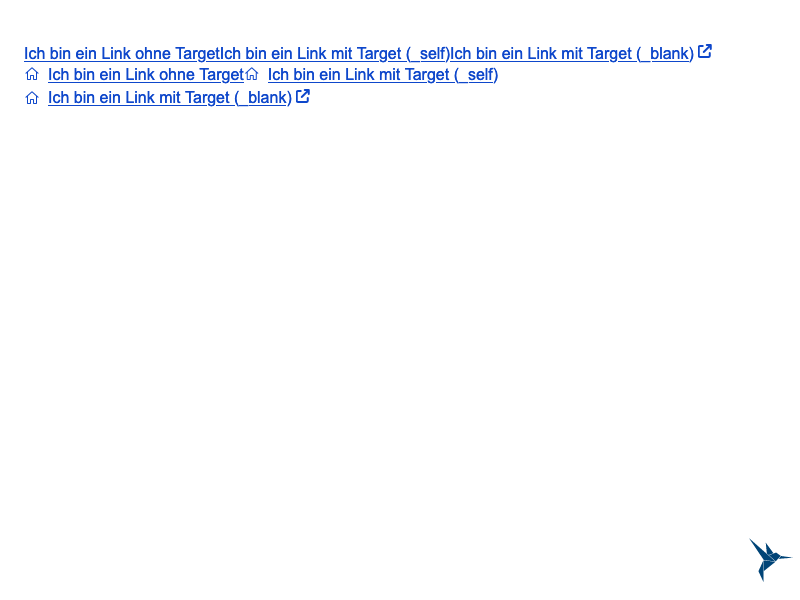 Ich bin ein Link ohne TargetIch bin ein Link mit Target (_self)Ich bin ein Link mit Target (_blank)
Ich bin ein Link ohne Target Ich bin ein Link mit Target (_self)
Ich bin ein Link mit Target (_blank)